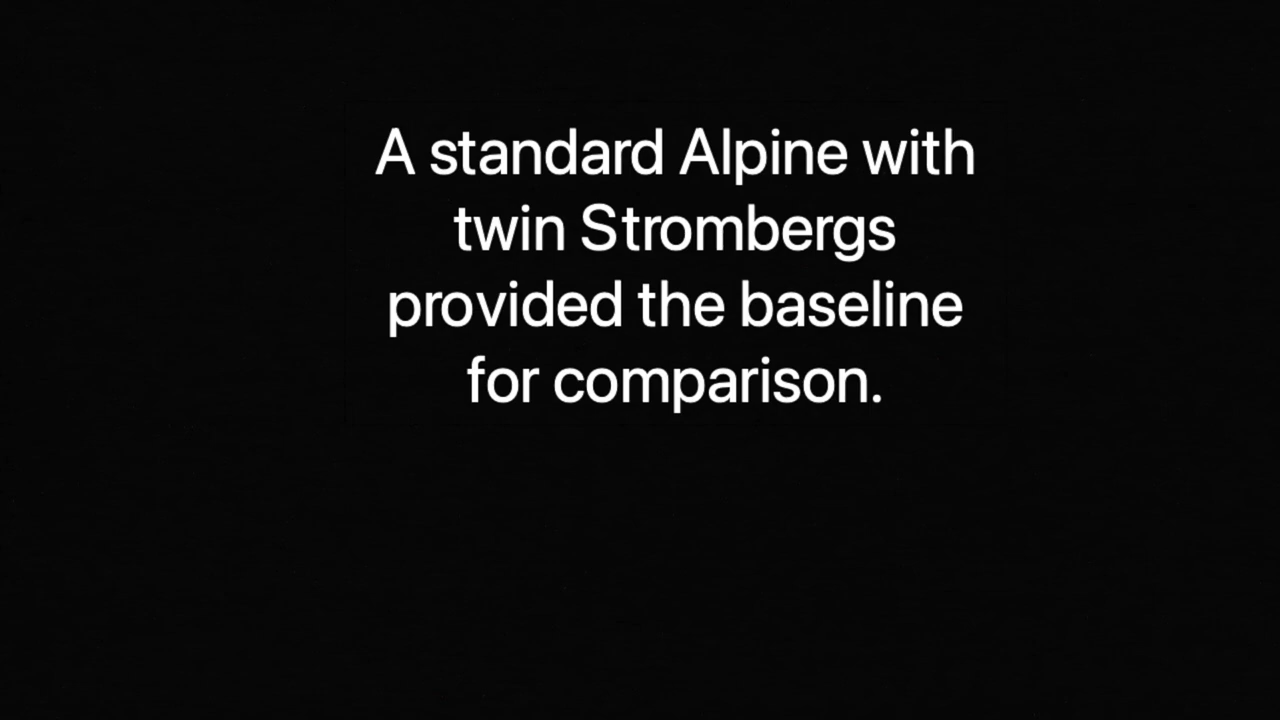 A standard Alpine with
twin Strombergs
provided the baseline
for comparison.